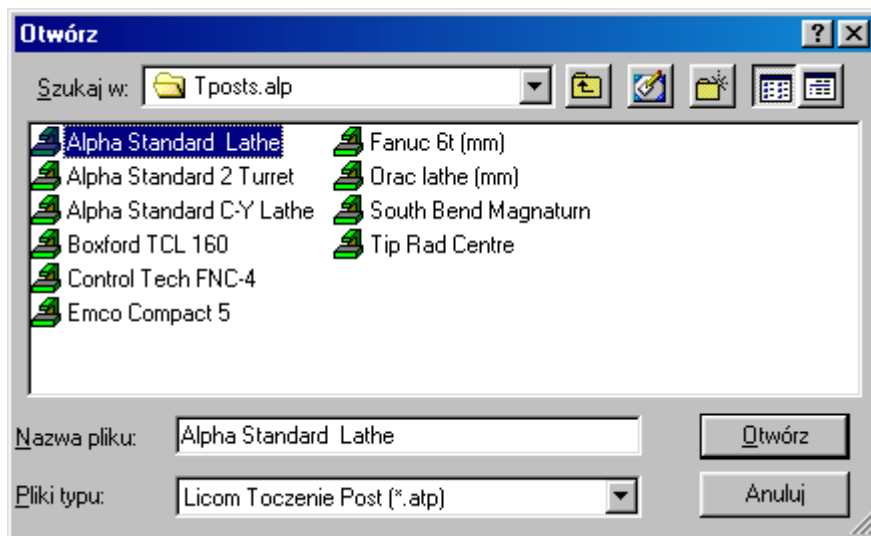 Otwórz
Szukaj w: Tposts.alp
Alpha Standard  Lathe
Alpha Standard 2 Turret
Alpha Standard C-Y Lathe
Boxford TCL 160
Control Tech FNC-4
Emco Compact 5
Fanuc 6t (mm)
Orac lathe (mm)
South Bend Magnaturn
Tip Rad Centre
Nazwa pliku: Alpha Standard  Lathe Otwórz
Pliki typu: Licom Toczenie Post (*.atp) Anuluj